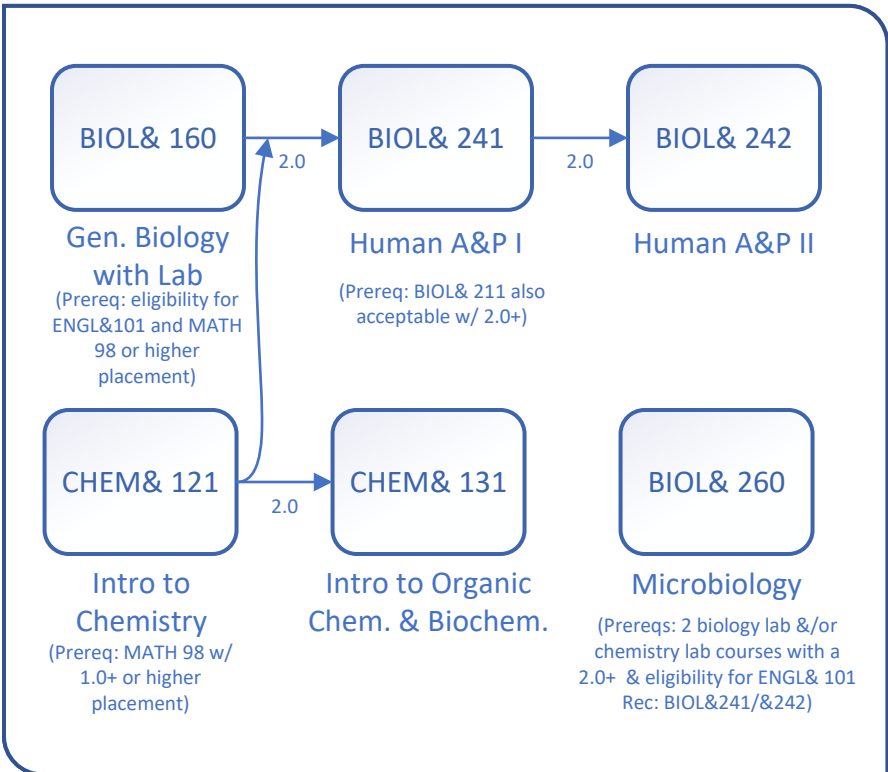 BIOL& 160
BIOL& 241
BIOL& 242
2.0
2.0
Gen. Biology
with Lab
(Prereq: eligibility for
ENGL&101 and MATH
98 or higher
placement)
Human A&P I
(Prereq: BIOL& 211 also
acceptable w/ 2.0+)
Human A&P II
CHEM& 121
CHEM& 131
BIOL& 260
2.0
Intro to
Chemistry
(Prereq: MATH 98 w/
1.0+ or higher
placement)
Intro to Organic
Chem. & Biochem.
Microbiology
(Prereqs: 2 biology lab &/or
chemistry lab courses with a
2.0+ & eligibility for ENGL& 101
Rec: BIOL&241/&242)